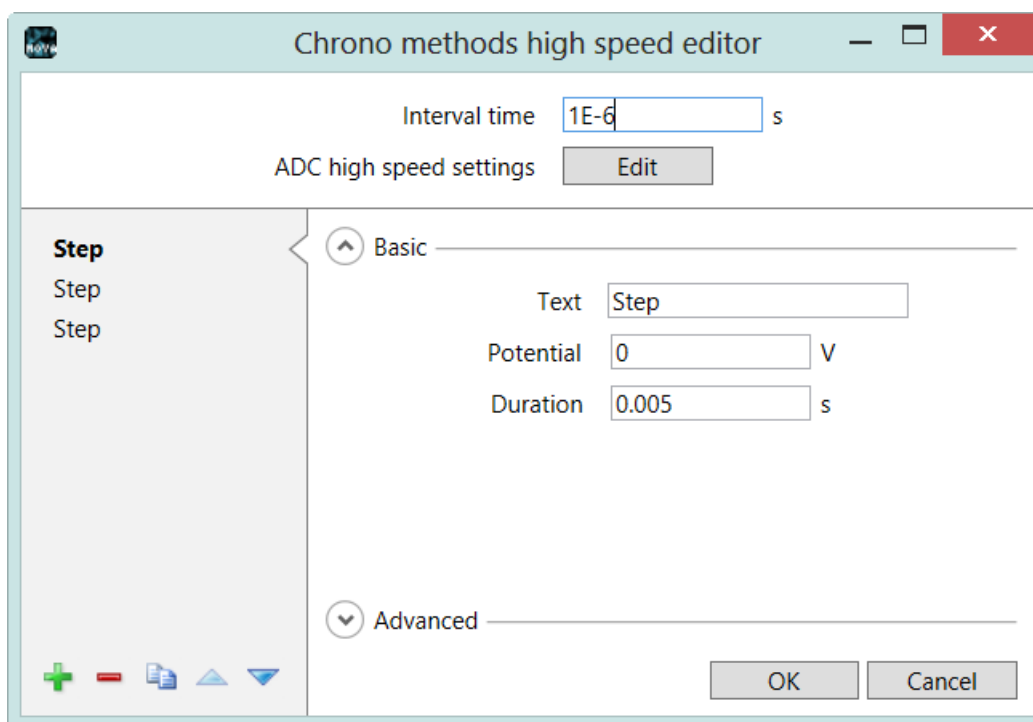 Chrono methods high speed editor
Interval time 1E-6 s
ADC high speed settings Edit
Step
Step
Step
Basic
Text Step
Potential 0 V
Duration 0.005 s
Advanced
OK Cancel